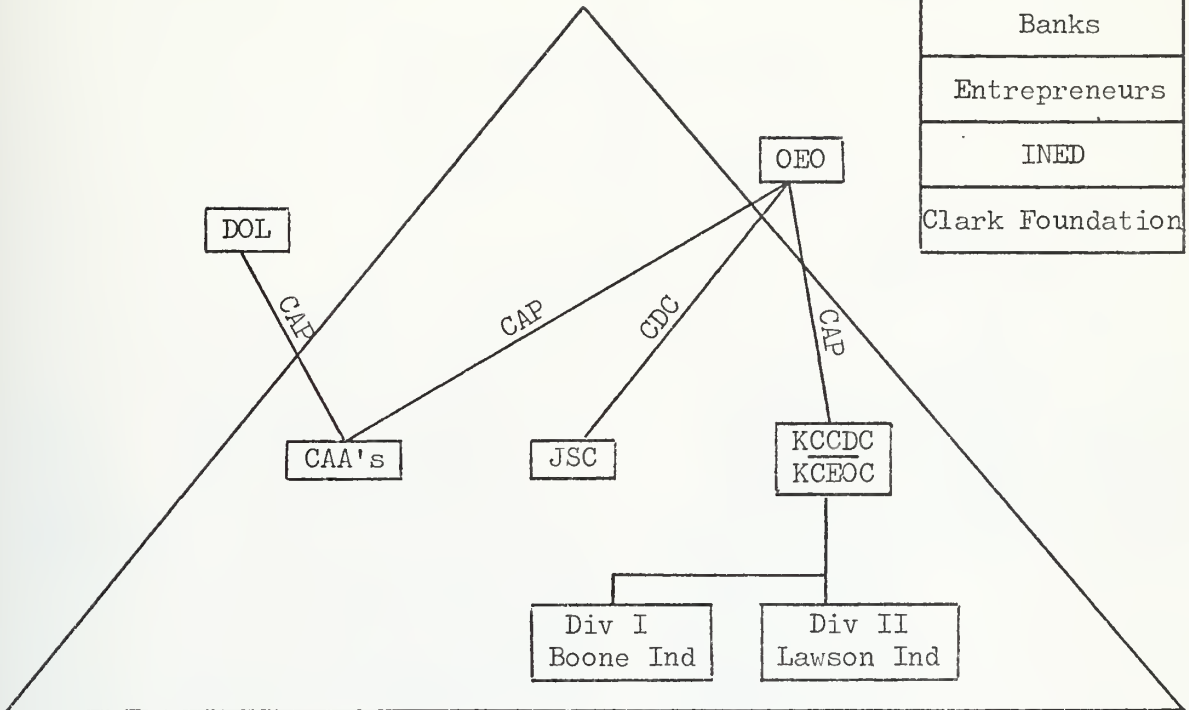 Banks
Entrepreneurs
INED
Clark Foundation
OEO
DOL
CAP
CAP
CDC
CAP
CAA's
JSC
KCCDC
KCEOC
Div I
Boone Ind
Div II
Lawson Ind